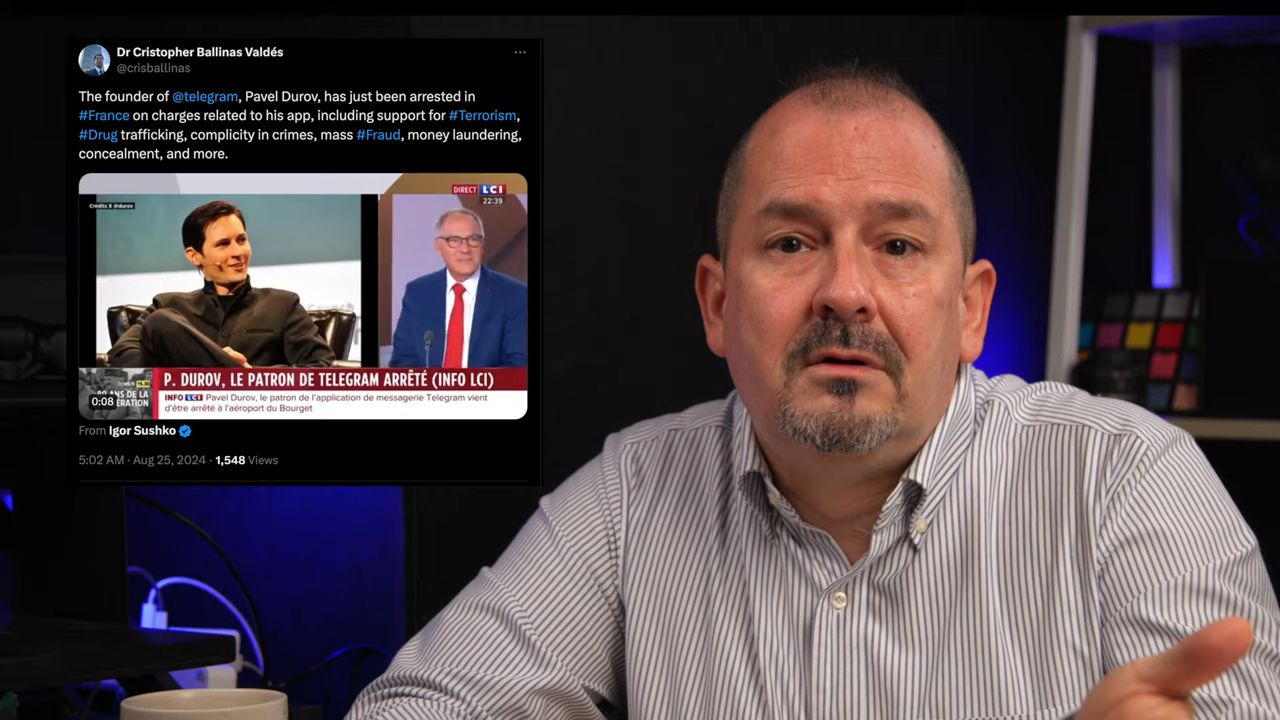 Dr Cristopher Ballinas Valdés
@crisballinas
The founder of @telegram, Pavel Durov, has just been arrested in
#France on charges related to his app, including support for #Terrorism,
#Drug trafficking, complicity in crimes, mass #Fraud, money laundering,
concealment, and more.
Crédits X @durov
DIRECT LCI
22:39
P. DUROV, LE PATRON DE TELEGRAM ARRÊTÉ (INFO LCI)
INFO LCI Pavel Durov, le patron de l'application de messagerie Telegram vient
d'être arrêté à l'aéroport du Bourget
ANS DE LA
0:08
From Igor Sushko
5:02 AM · Aug 25, 2024 · 1,548 Views